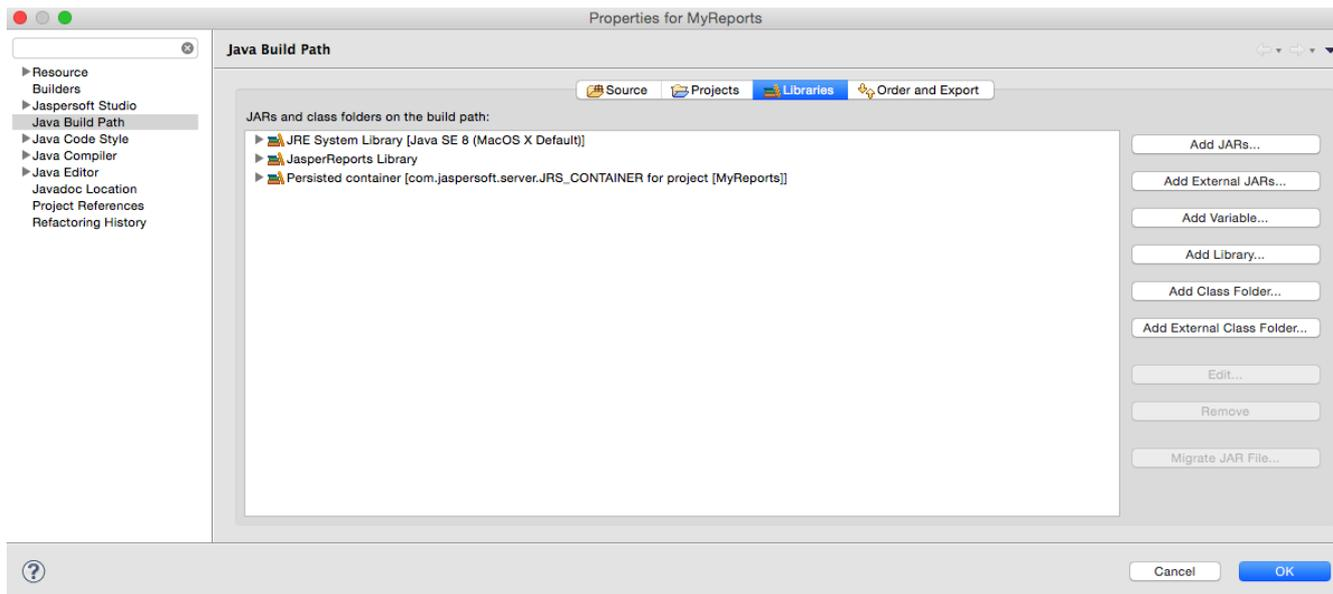 Properties for MyReports
Java Build Path
Resource
Builders
Jaspersoft Studio
Java Build Path
Java Code Style
Java Compiler
Java Editor
Javadoc Location
Project References
Refactoring History
Source Projects Libraries Order and Export
JARs and class folders on the build path:
JRE System Library [Java SE 8 (MacOS X Default)]
JasperReports Library
Persisted container [com.jaspersoft.server.JRS_CONTAINER for project [MyReports]]
Add JARs...
Add External JARs...
Add Variable...
Add Library...
Add Class Folder...
Add External Class Folder...
Edit...
Remove
Migrate JAR File...
?
Cancel OK